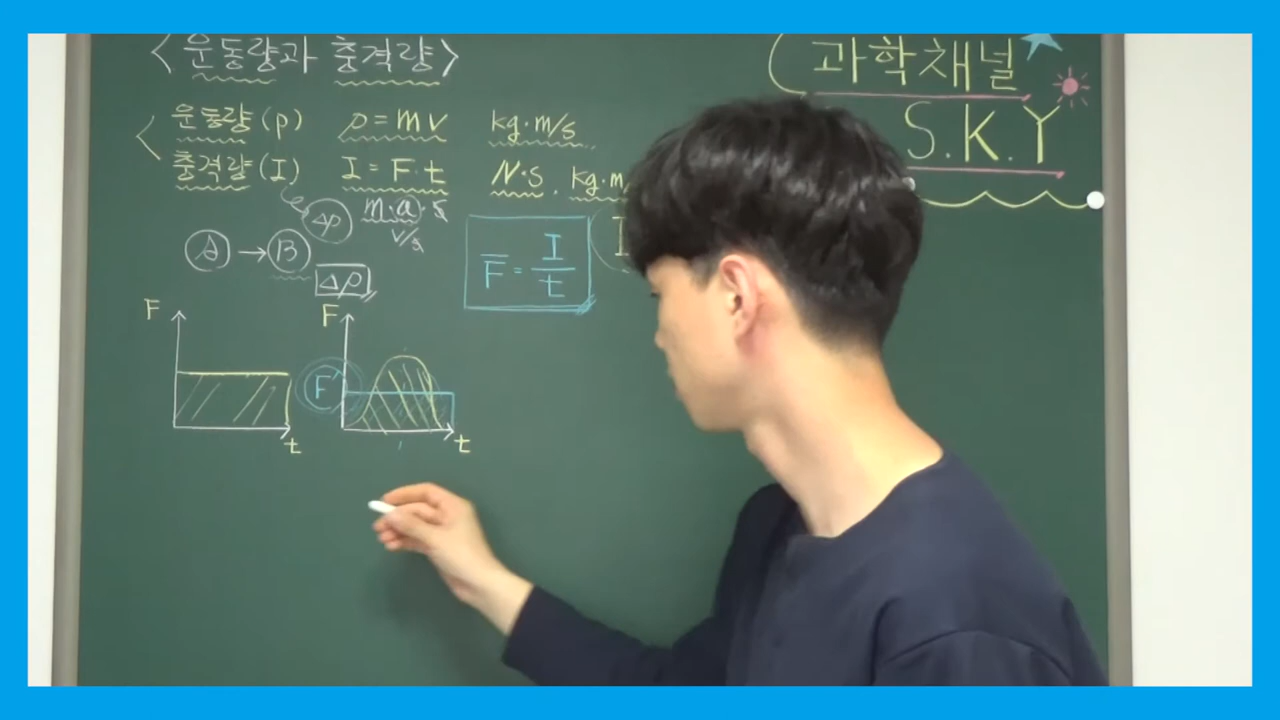 <운동량과 충격량>
운동량(p) p=mv kg·m/s
충격량(I) I=F·t N·s, kg·m
Δp m·a·s
v/s
A → B
Δp
F̄ = I/t
F
t
F
F
t
과학채널
S.K.Y